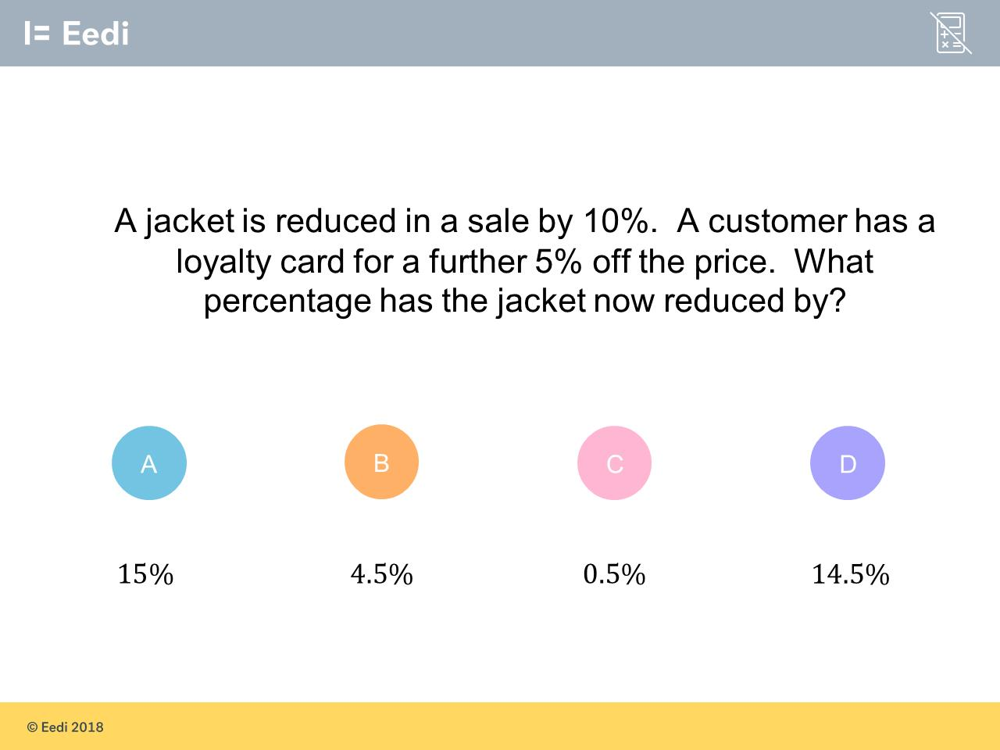 Eedi
A jacket is reduced in a sale by 10%.  A customer has a
loyalty card for a further 5% off the price.  What
percentage has the jacket now reduced by?
A
B
C
D
15%
4.5%
0.5%
14.5%
© Eedi 2018